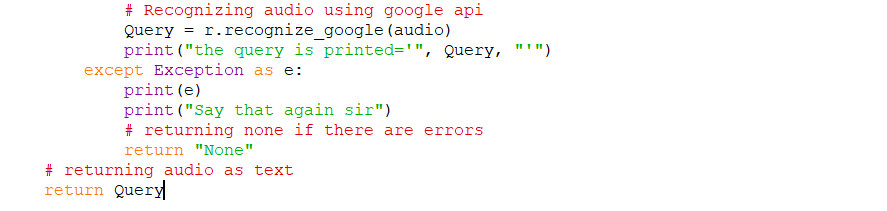 # Recognizing audio using google api
Query = r.recognize_google(audio)
print("the query is printed='", Query, "'")
except Exception as e:
print(e)
print("Say that again sir")
# returning none if there are errors
return "None"
# returning audio as text
return Query